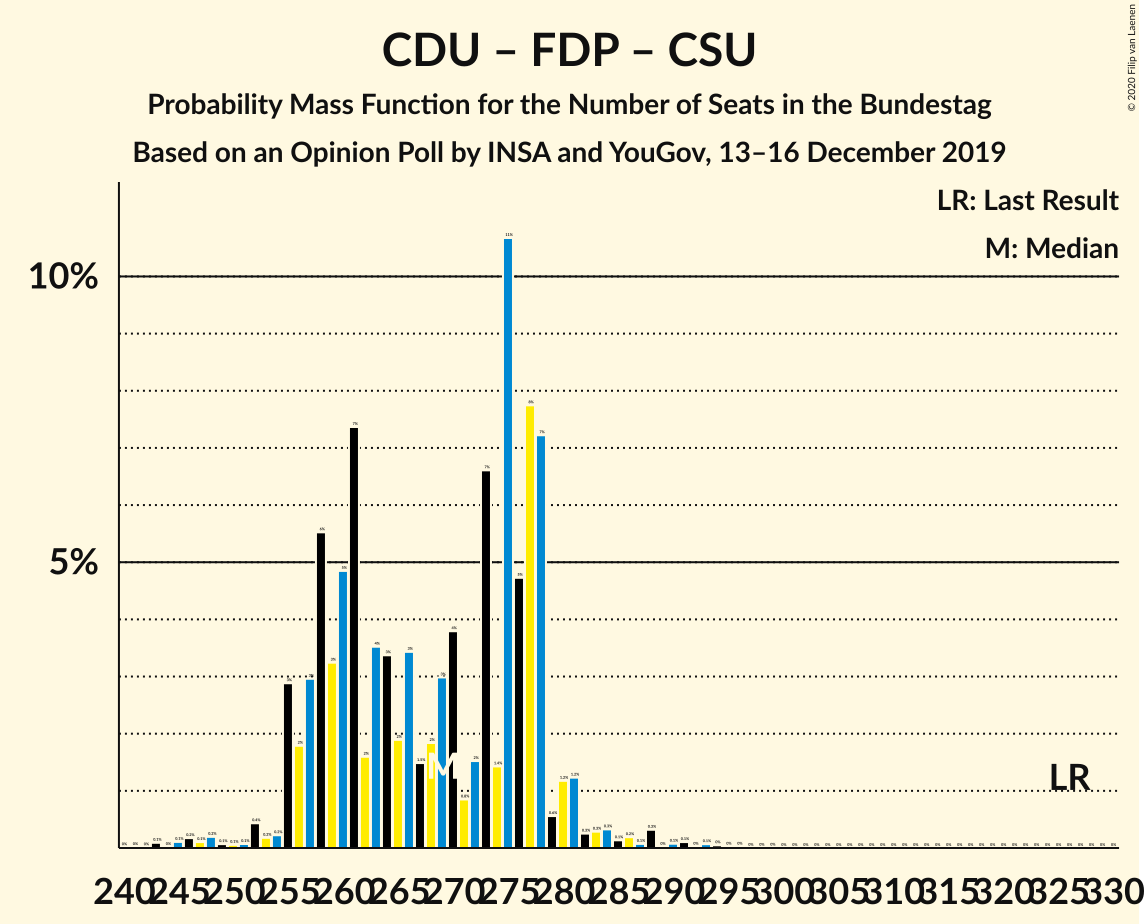 CDU – FDP – CSU
Probability Mass Function for the Number of Seats in the Bundestag
Based on an Opinion Poll by INSA and YouGov, 13–16 December 2019
© 2020 Filip van Laenen
LR: Last Result
M: Median
10%
5%
M
LR
240 245 250 255 260 265 270 275 280 285 290 295 300 305 310 315 320 325 330